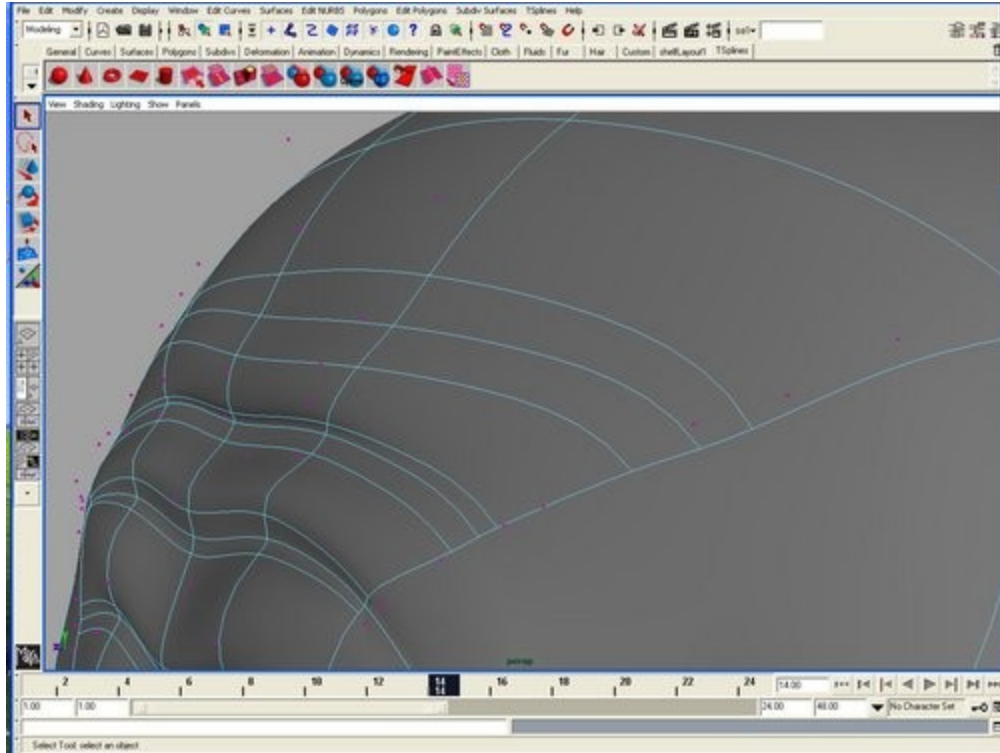 File Edit Modify Create Display Window Edit Curves Surfaces Edit NURBS Polygons Edit Polygons Subdiv Surfaces TSplines Help
Modeling
sel
General Curves Surfaces Polygons Subdivs Deformation Animation Dynamics Rendering PaintEffects Cloth Fluids Fur Hair Custom shelfLayout1 TSplines
View Shading Lighting Show Panels
persp
2 4 6 8 10 12 14 16 18 20 22 24 14.00
14
1.00 1.00 24.00 48.00 No Character Set
Select Tool: select an object